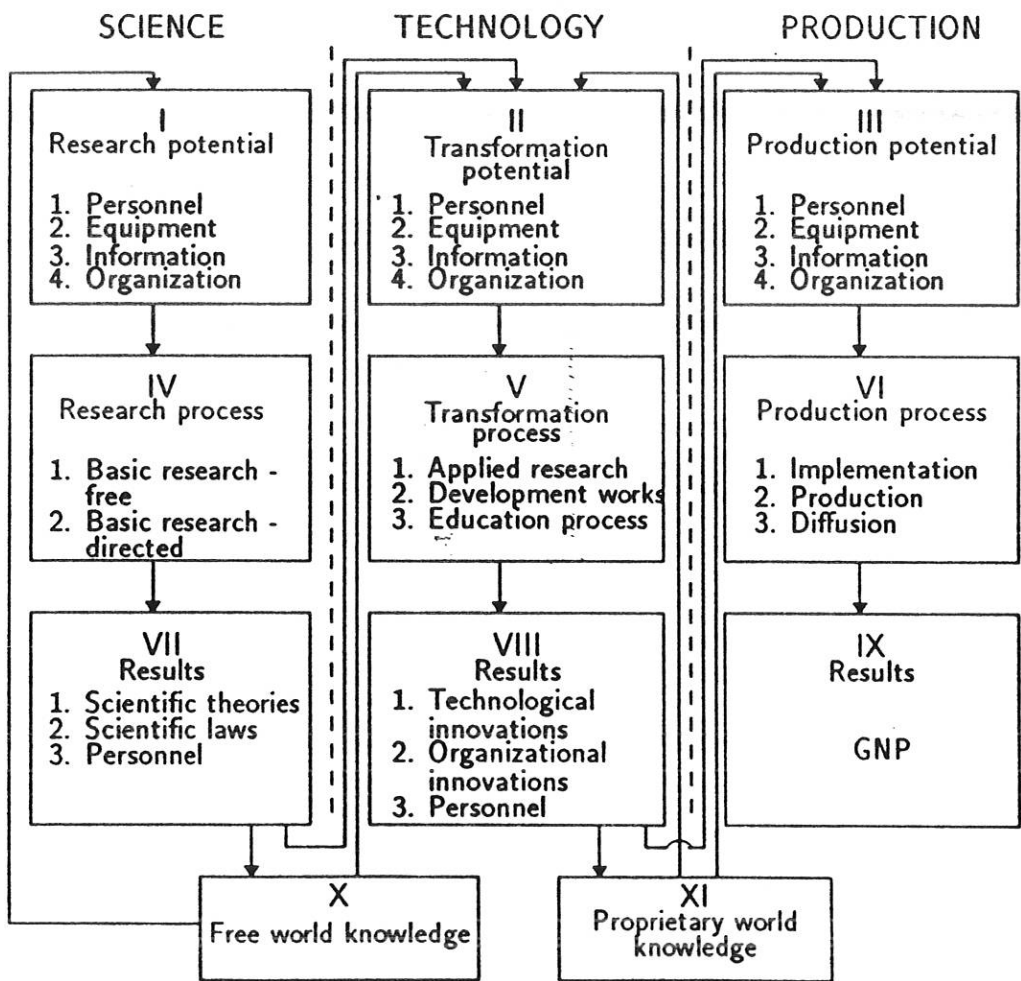 SCIENCE
TECHNOLOGY
PRODUCTION
I
Research potential
1. Personnel
2. Equipment
3. Information
4. Organization
II
Transformation
potential
1. Personnel
2. Equipment
3. Information
4. Organization
III
Production potential
1. Personnel
2. Equipment
3. Information
4. Organization
IV
Research process
1. Basic research -
free
2. Basic research -
directed
V
Transformation
process
1. Applied research
2. Development works
3. Education process
VI
Production process
1. Implementation
2. Production
3. Diffusion
VII
Results
1. Scientific theories
2. Scientific laws
3. Personnel
VIII
Results
1. Technological
innovations
2. Organizational
innovations
3. Personnel
IX
Results
GNP
X
Free world knowledge
XI
Proprietary world
knowledge